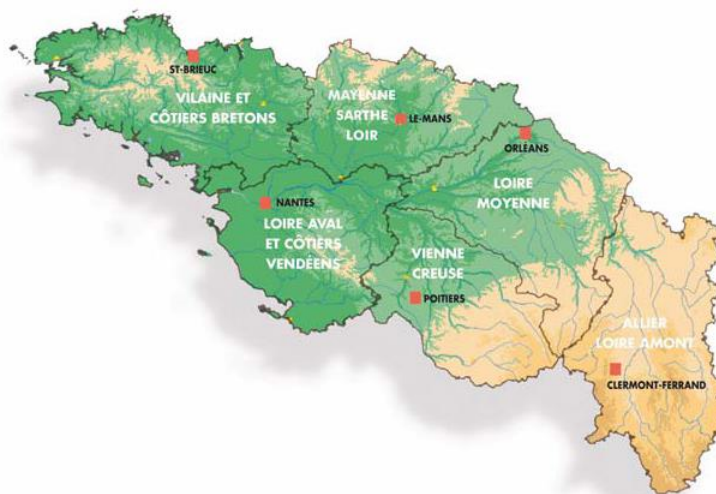 ST-BRIEUC
VILAINE ET
CÔTIERS BRETONS
MAYENNE
SARTHE
LOIR
LE-MANS
ORLÉANS
LOIRE
MOYENNE
NANTES
LOIRE AVAL
ET CÔTIERS
VENDÉENS
VIENNE
CREUSE
POITIERS
ALLIER
LOIRE AMONT
CLERMONT-FERRAND